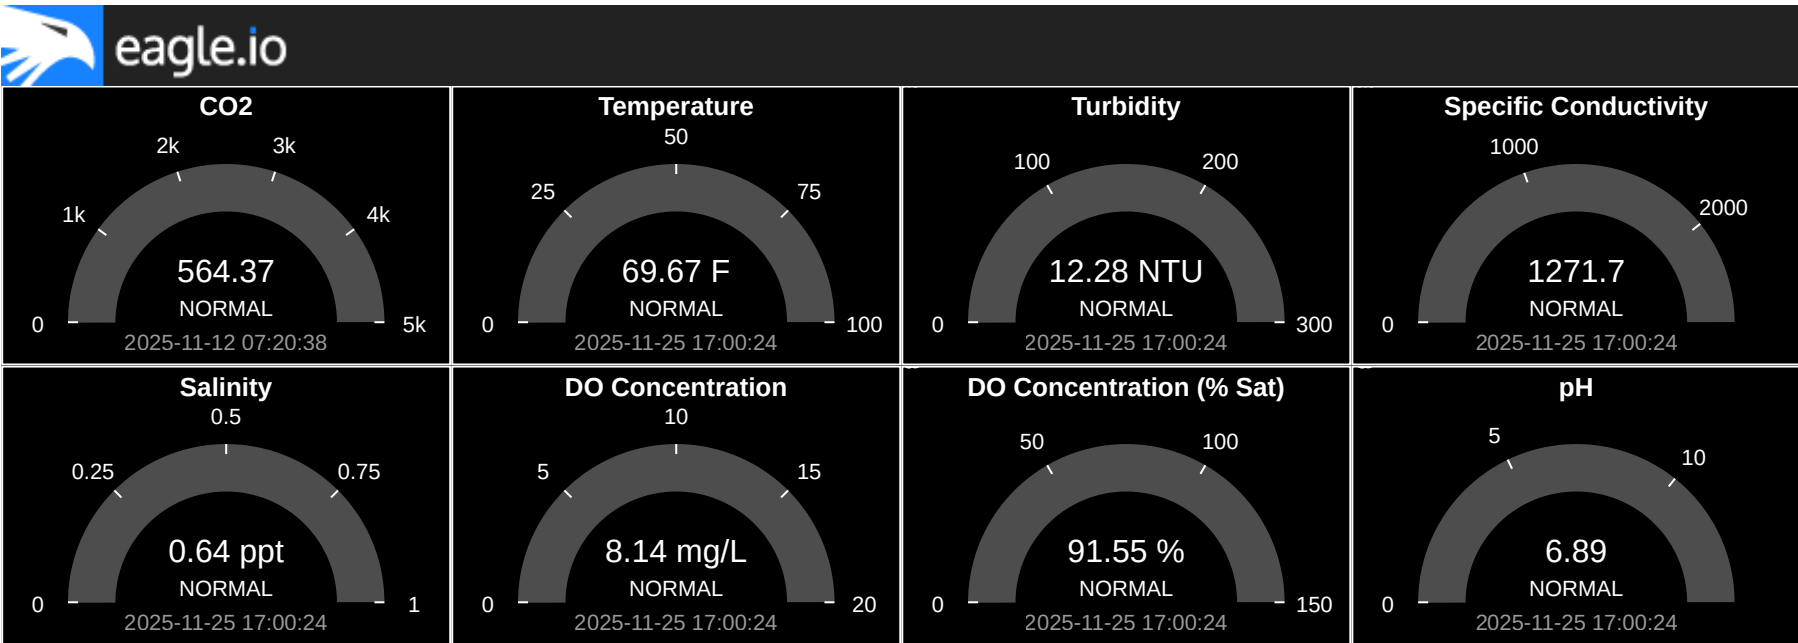 eagle.io
CO2
2k
3k
1k
4k
0
5k
564.37
NORMAL
2025-11-12 07:20:38
Temperature
50
25
75
0
100
69.67 F
NORMAL
2025-11-25 17:00:24
Turbidity
100
200
0
300
12.28 NTU
NORMAL
2025-11-25 17:00:24
Specific Conductivity
1000
2000
0
1271.7
NORMAL
2025-11-25 17:00:24
Salinity
0.5
0.25
0.75
0
1
0.64 ppt
NORMAL
2025-11-25 17:00:24
DO Concentration
10
5
15
0
20
8.14 mg/L
NORMAL
2025-11-25 17:00:24
DO Concentration (% Sat)
50
100
0
150
91.55 %
NORMAL
2025-11-25 17:00:24
pH
5
10
0
6.89
NORMAL
2025-11-25 17:00:24